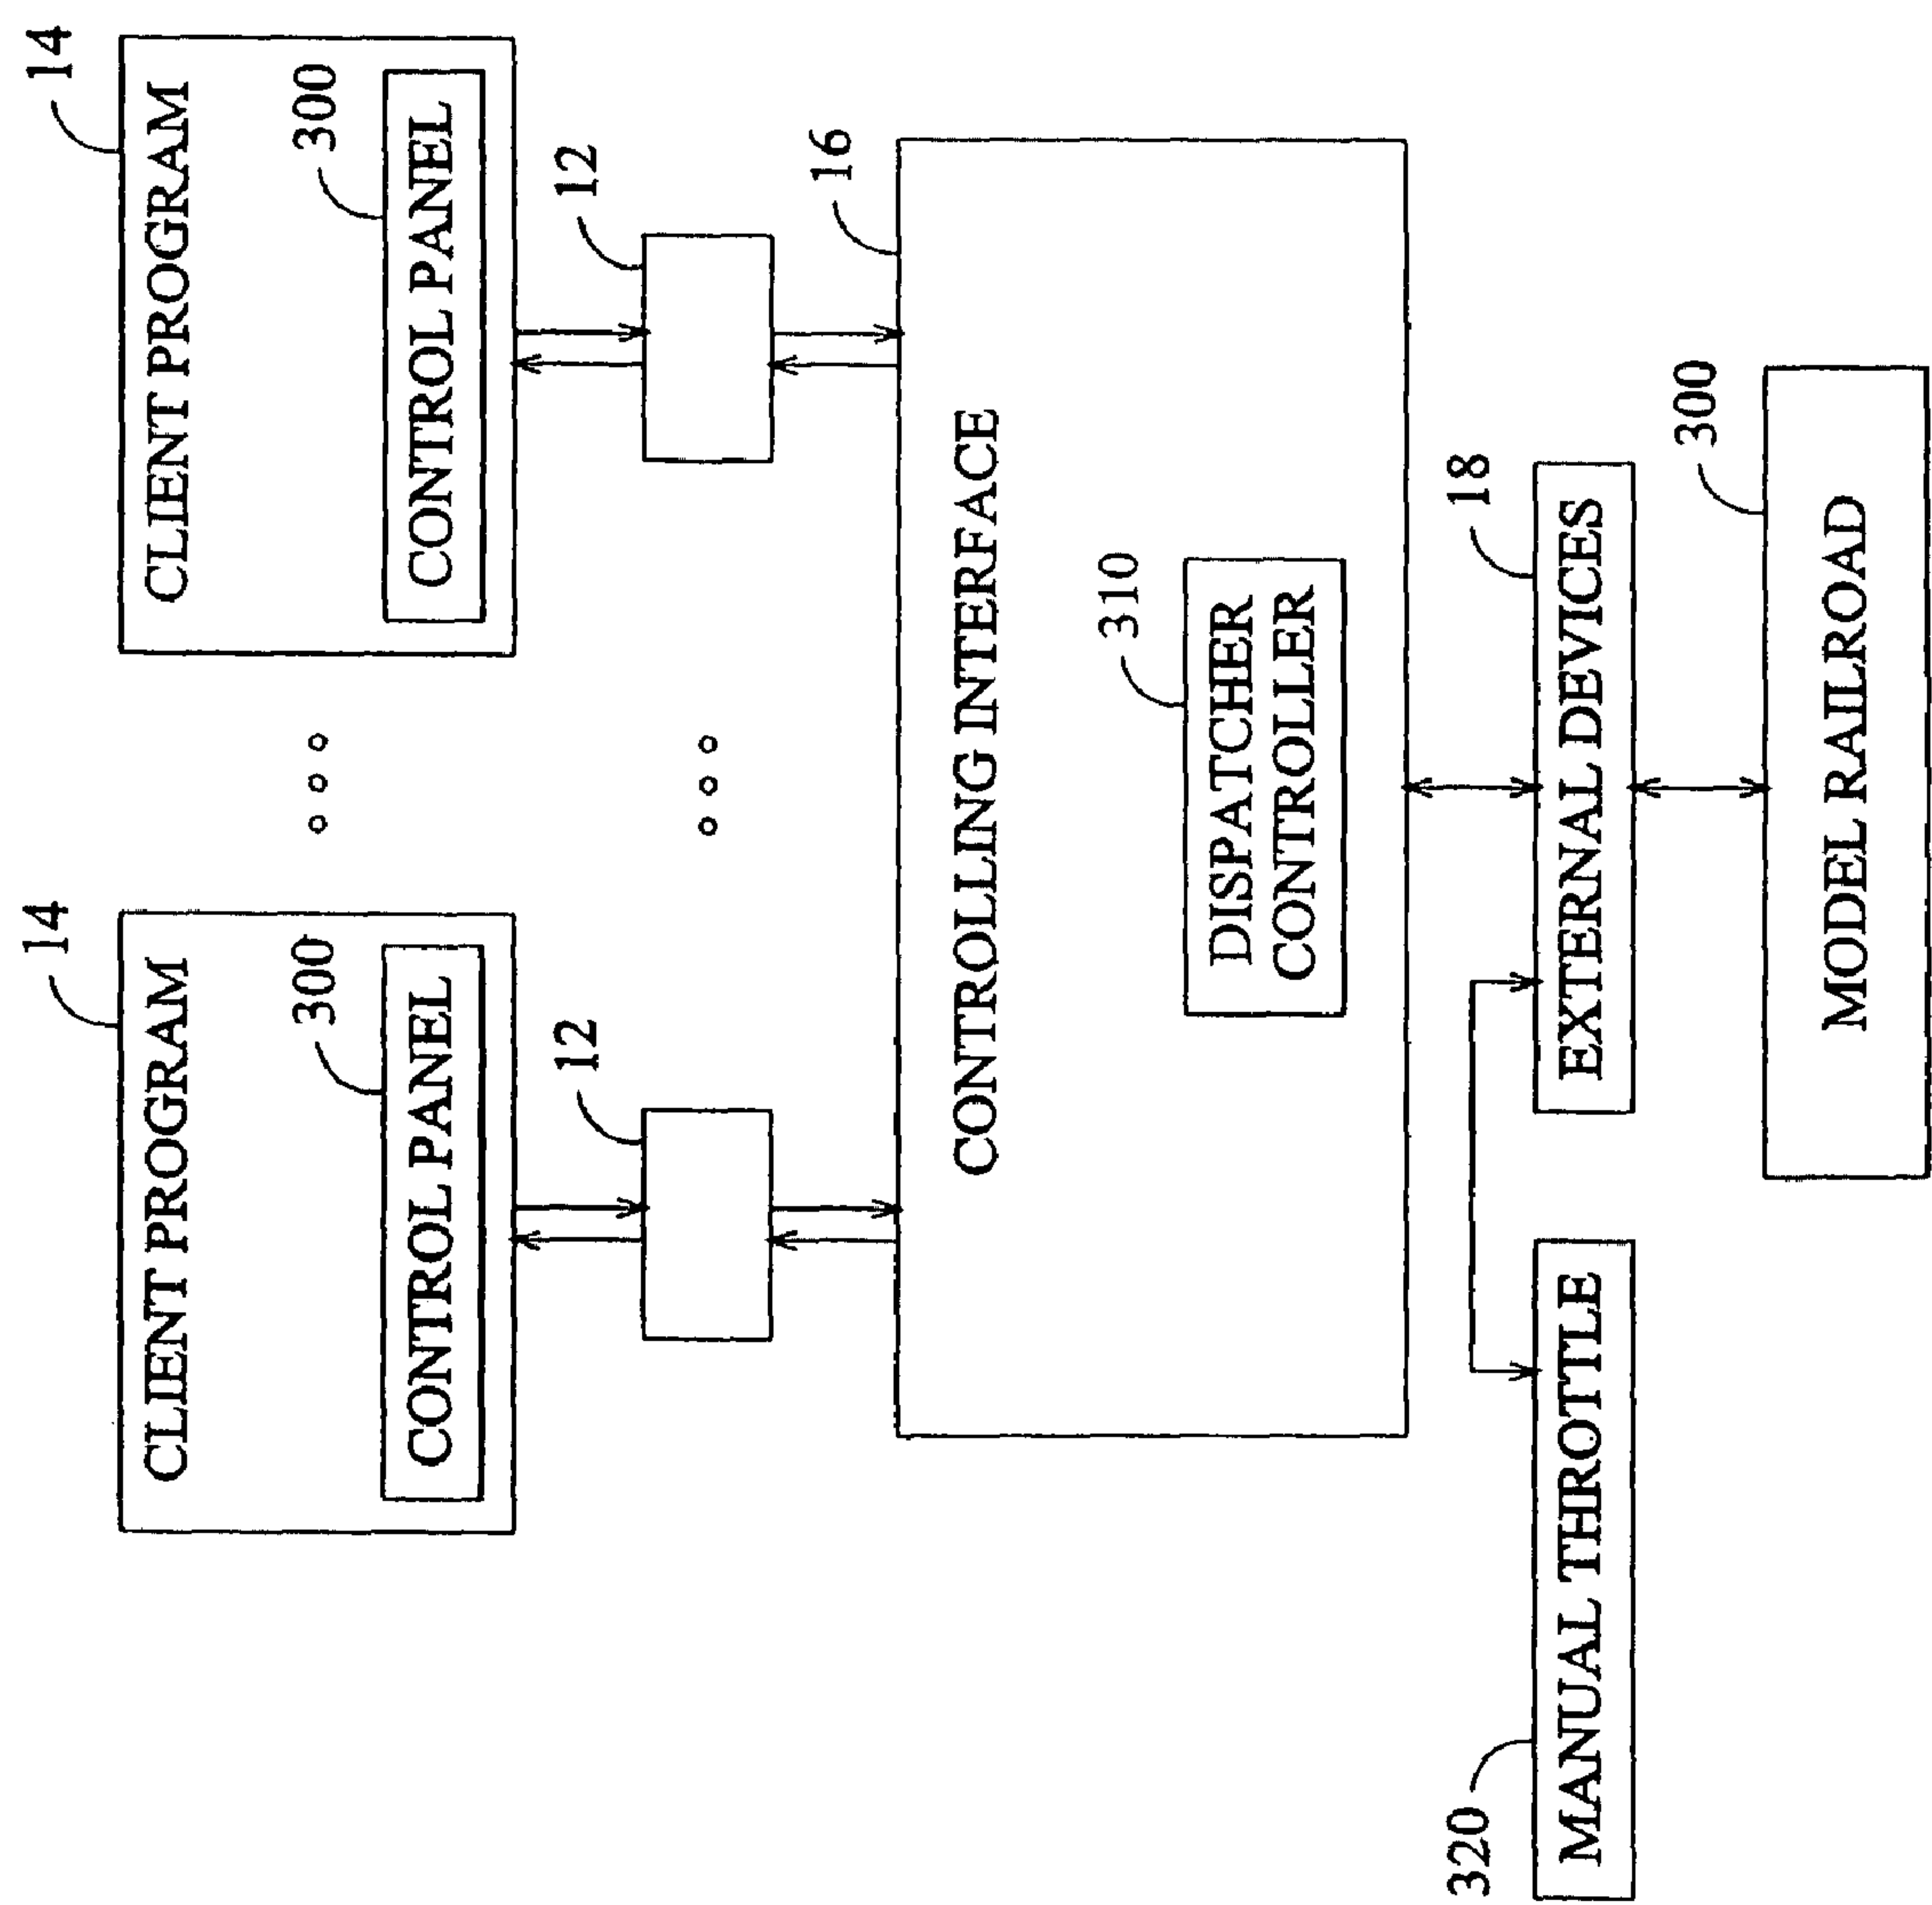 14
14
CLIENT PROGRAM
CLIENT PROGRAM
300
300
CONTROL PANEL
CONTROL PANEL
12
12
16
CONTROLLING INTERFACE
310
DISPATCHER
CONTROLLER
320
18
MANUAL THROTTLE
EXTERNAL DEVICES
300
MODEL RAILROAD